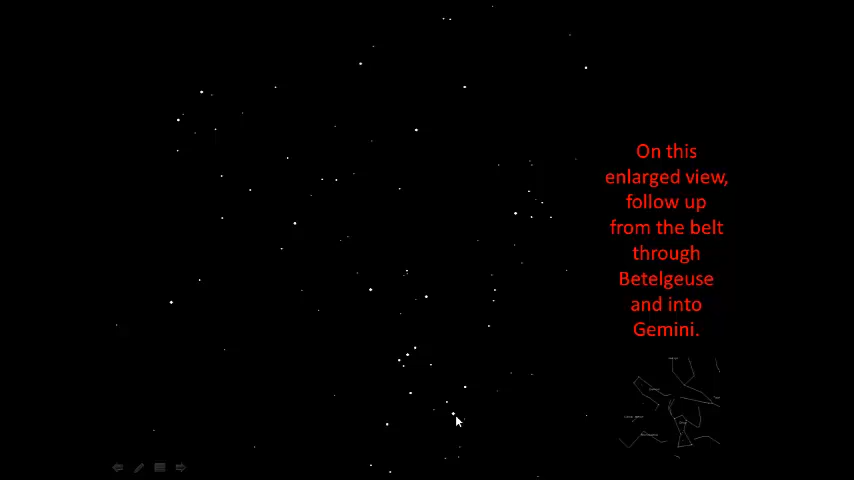 On this
enlarged view,
follow up
from the belt
through
Betelgeuse
and into
Gemini.